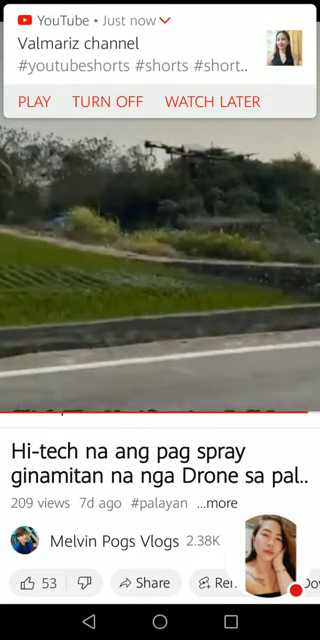 YouTube • Just now
Valmariz channel
#youtubeshorts #shorts #short..
PLAY TURN OFF WATCH LATER
Hi-tech na ang pag spray
ginamitan na nga Drone sa pal..
209 views 7d ago #palayan ...more
Melvin Pogs Vlogs 2.38K
53 Share Rer